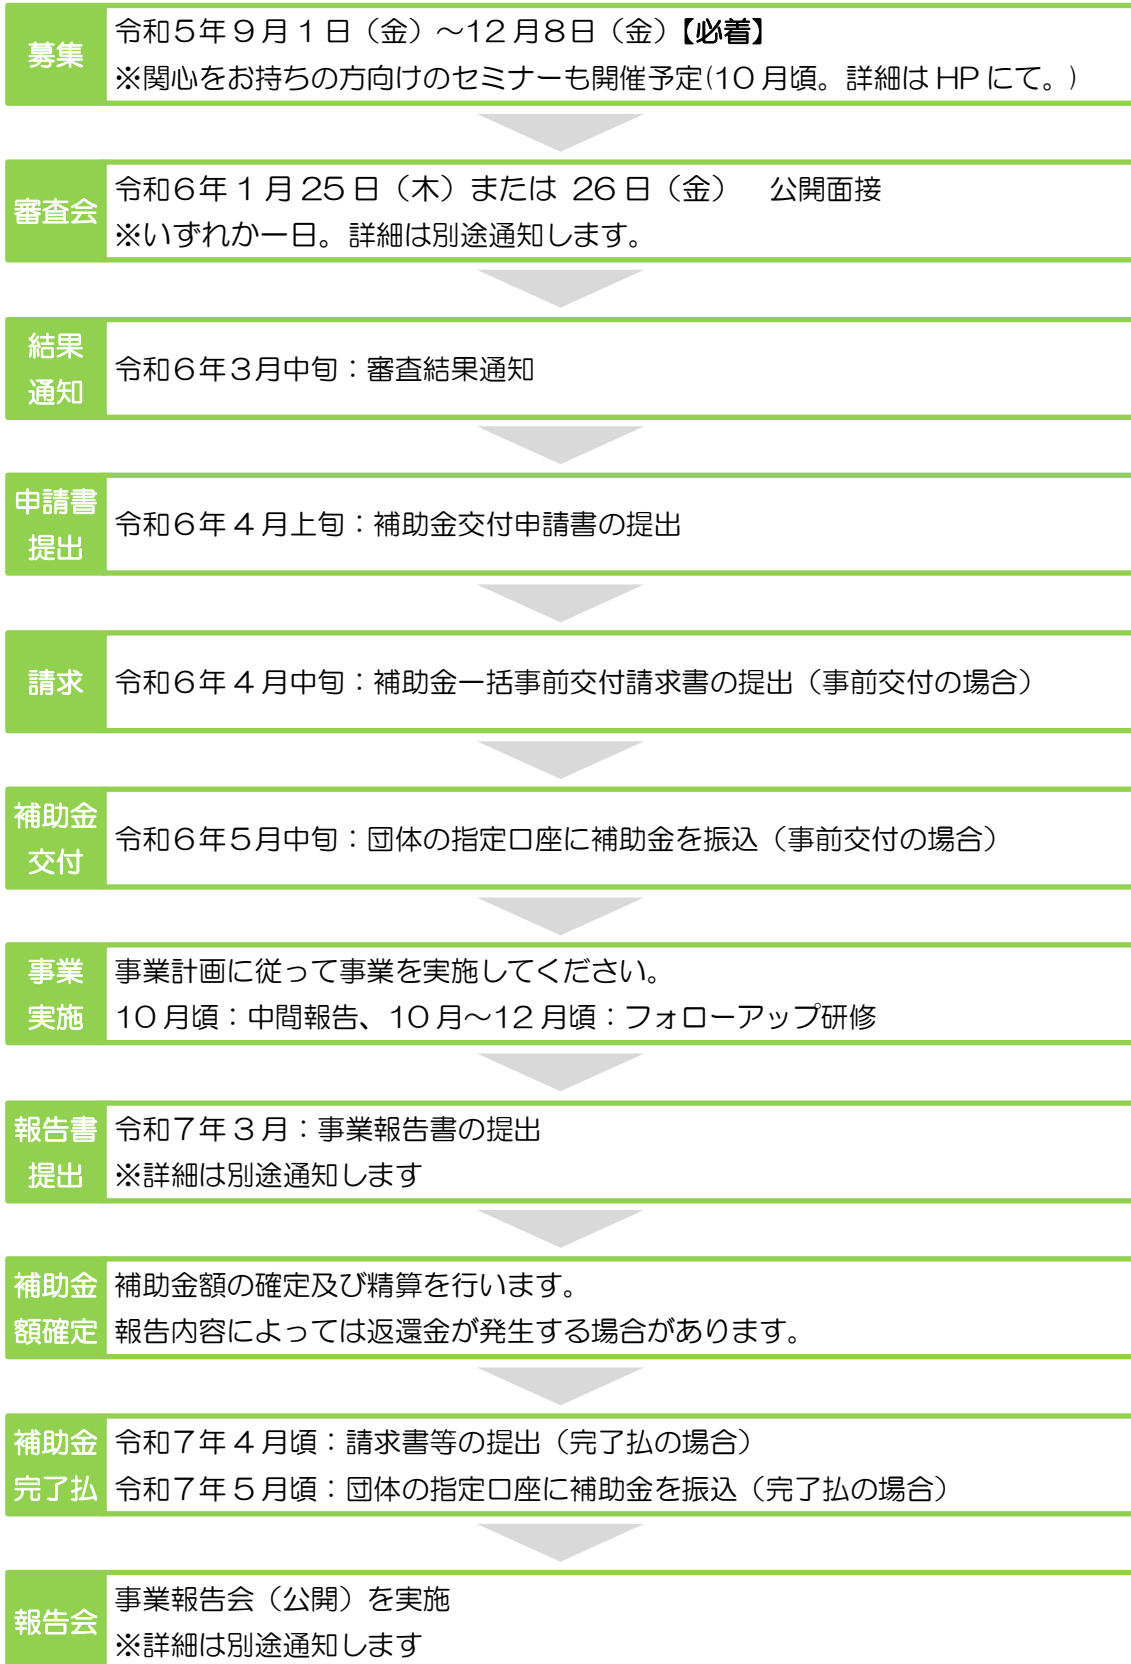 募集
令和5年9月1日（金）～12月8日（金）【必着】
※関心をお持ちの方向けのセミナーも開催予定(10月頃。詳細はHPにて。)
審査会
令和6年1月25日（木）または 26日（金）　公開面接
※いずれか一日。詳細は別途通知します。
結果
通知
令和6年3月中旬：審査結果通知
申請書
提出
令和6年4月上旬：補助金交付申請書の提出
請求
令和6年4月中旬：補助金一括事前交付請求書の提出（事前交付の場合）
補助金
交付
令和6年5月中旬：団体の指定口座に補助金を振込（事前交付の場合）
事業
実施
事業計画に従って事業を実施してください。
10月頃：中間報告、10月～12月頃：フォローアップ研修
報告書
提出
令和7年3月：事業報告書の提出
※詳細は別途通知します
補助金
額確定
補助金額の確定及び精算を行います。
報告内容によっては返還金が発生する場合があります。
補助金
完了払
令和7年4月頃：請求書等の提出（完了払の場合）
令和7年5月頃：団体の指定口座に補助金を振込（完了払の場合）
報告会
事業報告会（公開）を実施
※詳細は別途通知します